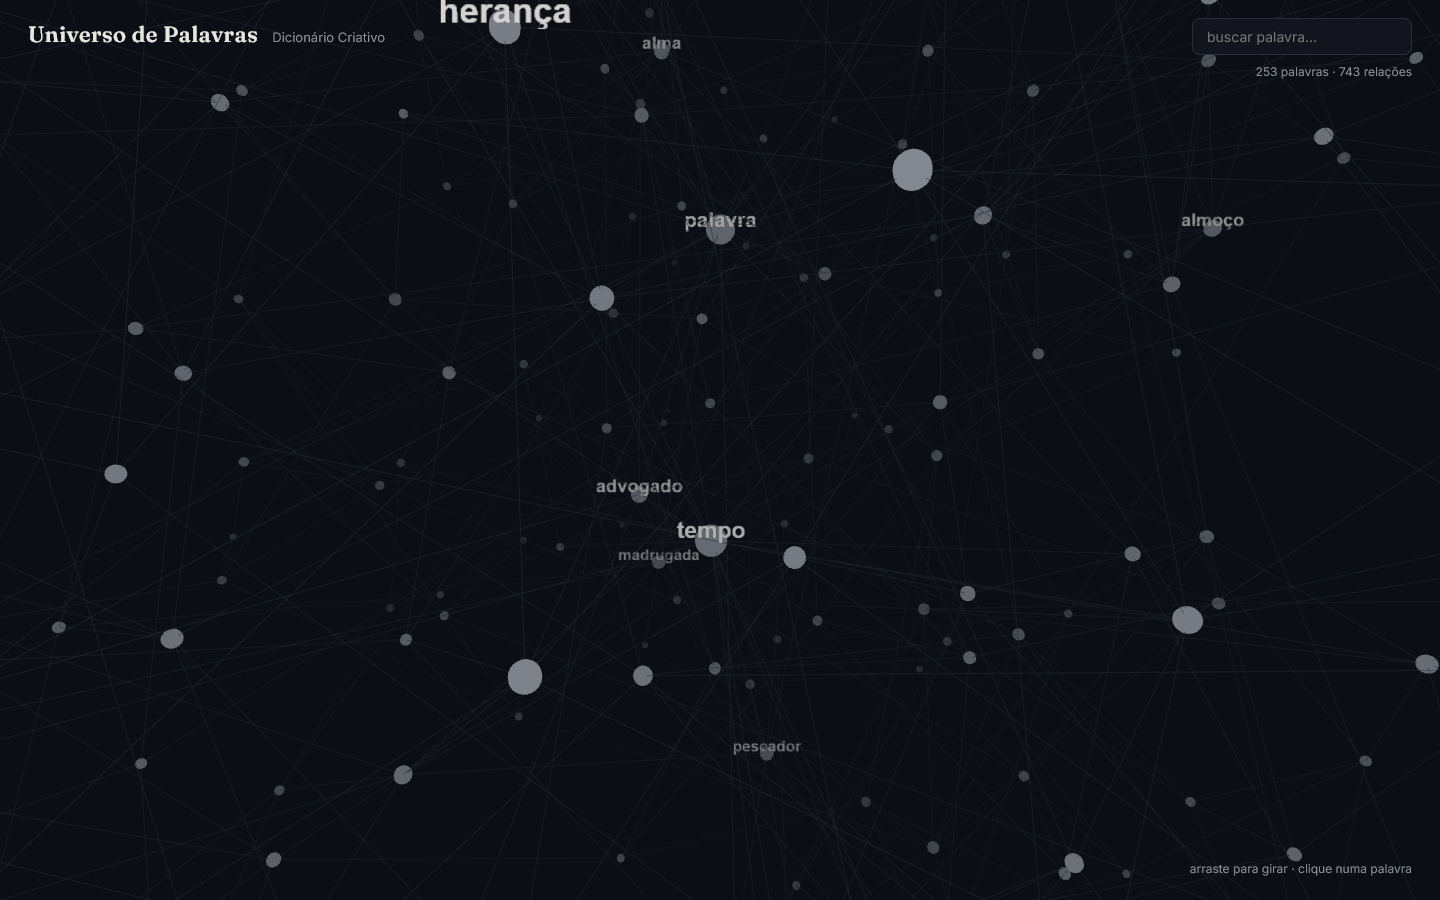 herança
Universo de Palavras Dicionário Criativo
alma
buscar palavra...
253 palavras · 743 relações
palavra
almoço
advogado
tempo
madrugada
pescador
arraste para girar · clique numa palavra